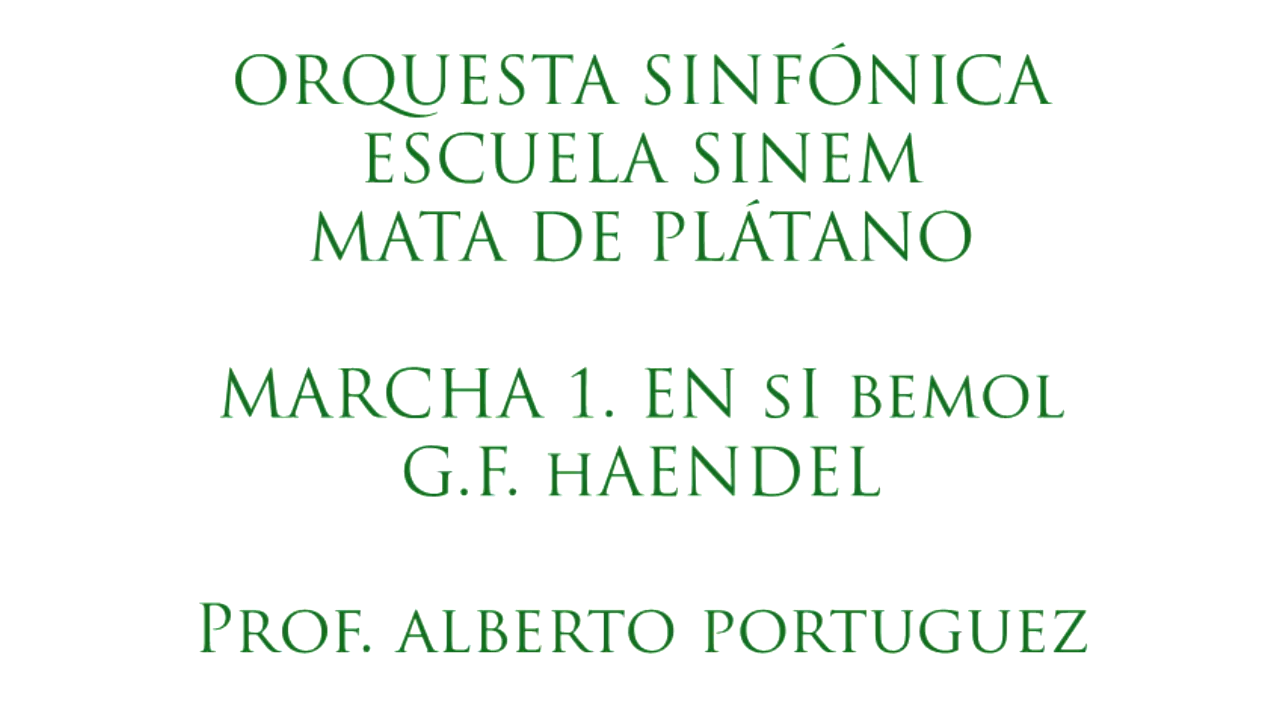 ORQUESTA SINFÓNICA
ESCUELA SINEM
MATA DE PLÁTANO
MARCHA 1. EN sI bemol
G.F. hAENDEL
Prof. alberto portuguez